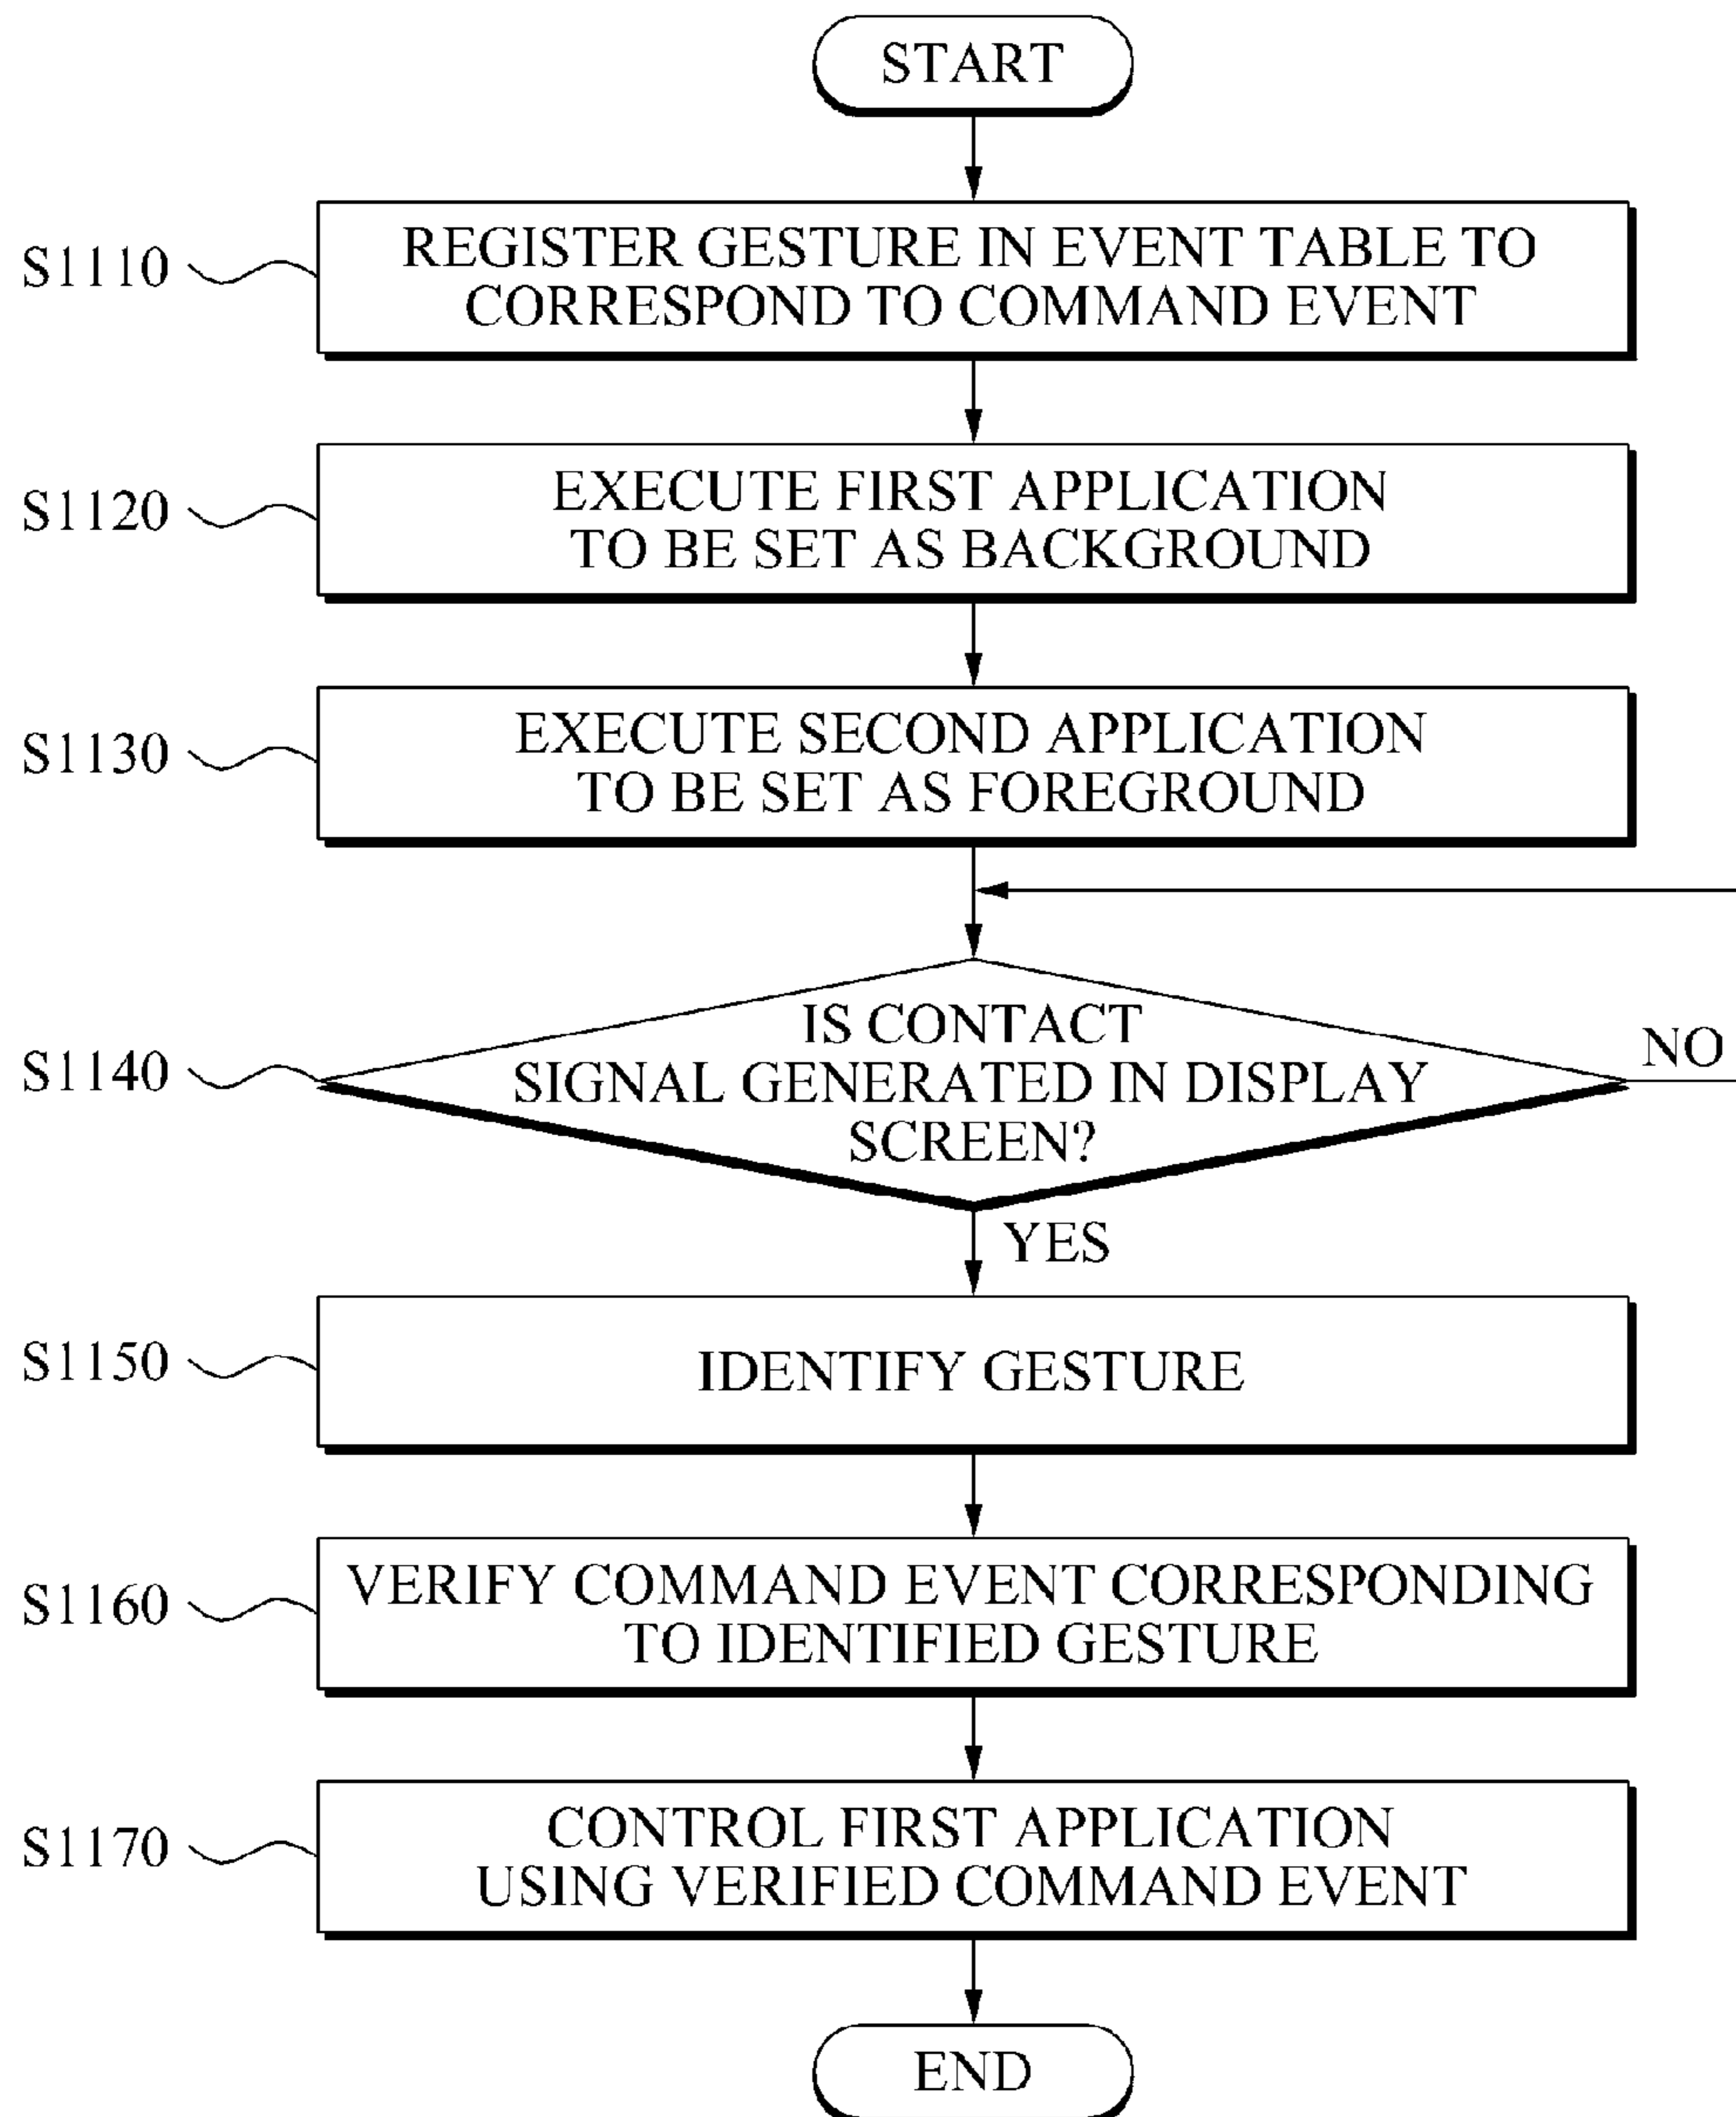 START
S1110
REGISTER GESTURE IN EVENT TABLE TO
CORRESPOND TO COMMAND EVENT
S1120
EXECUTE FIRST APPLICATION
TO BE SET AS BACKGROUND
S1130
EXECUTE SECOND APPLICATION
TO BE SET AS FOREGROUND
S1140
IS CONTACT
SIGNAL GENERATED IN DISPLAY
SCREEN?
NO
YES
S1150
IDENTIFY GESTURE
S1160
VERIFY COMMAND EVENT CORRESPONDING
TO IDENTIFIED GESTURE
S1170
CONTROL FIRST APPLICATION
USING VERIFIED COMMAND EVENT
END